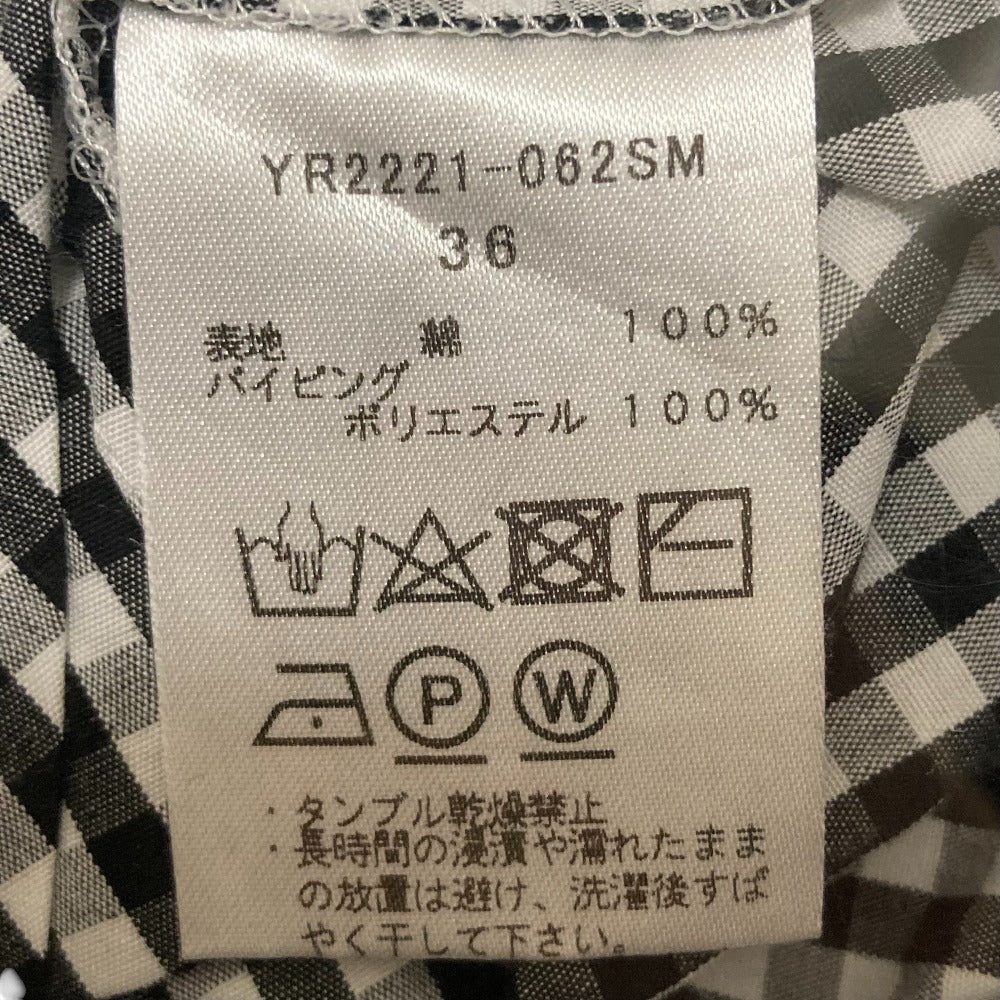 YR2221-062SM
36
表地 綿 100%
パイピング
ポリエステル 100%
P W
・タンブル乾燥禁止
・長時間の浸漬や濡れたまま
の放置は避け、洗濯後すば
やく干して下さい。